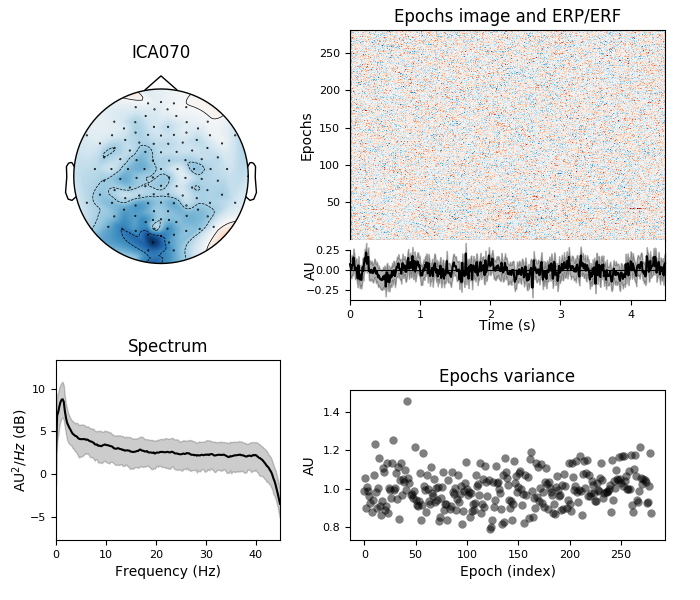 ICA070
Epochs image and ERP/ERF
Epochs
250
200
150
100
50
AU
0.25
0.00
−0.25
0 1 2 3 4
Time (s)
Spectrum
AU²/Hz (dB)
10
5
0
−5
0 10 20 30 40
Frequency (Hz)
Epochs variance
AU
1.4
1.2
1.0
0.8
0 50 100 150 200 250
Epoch (index)